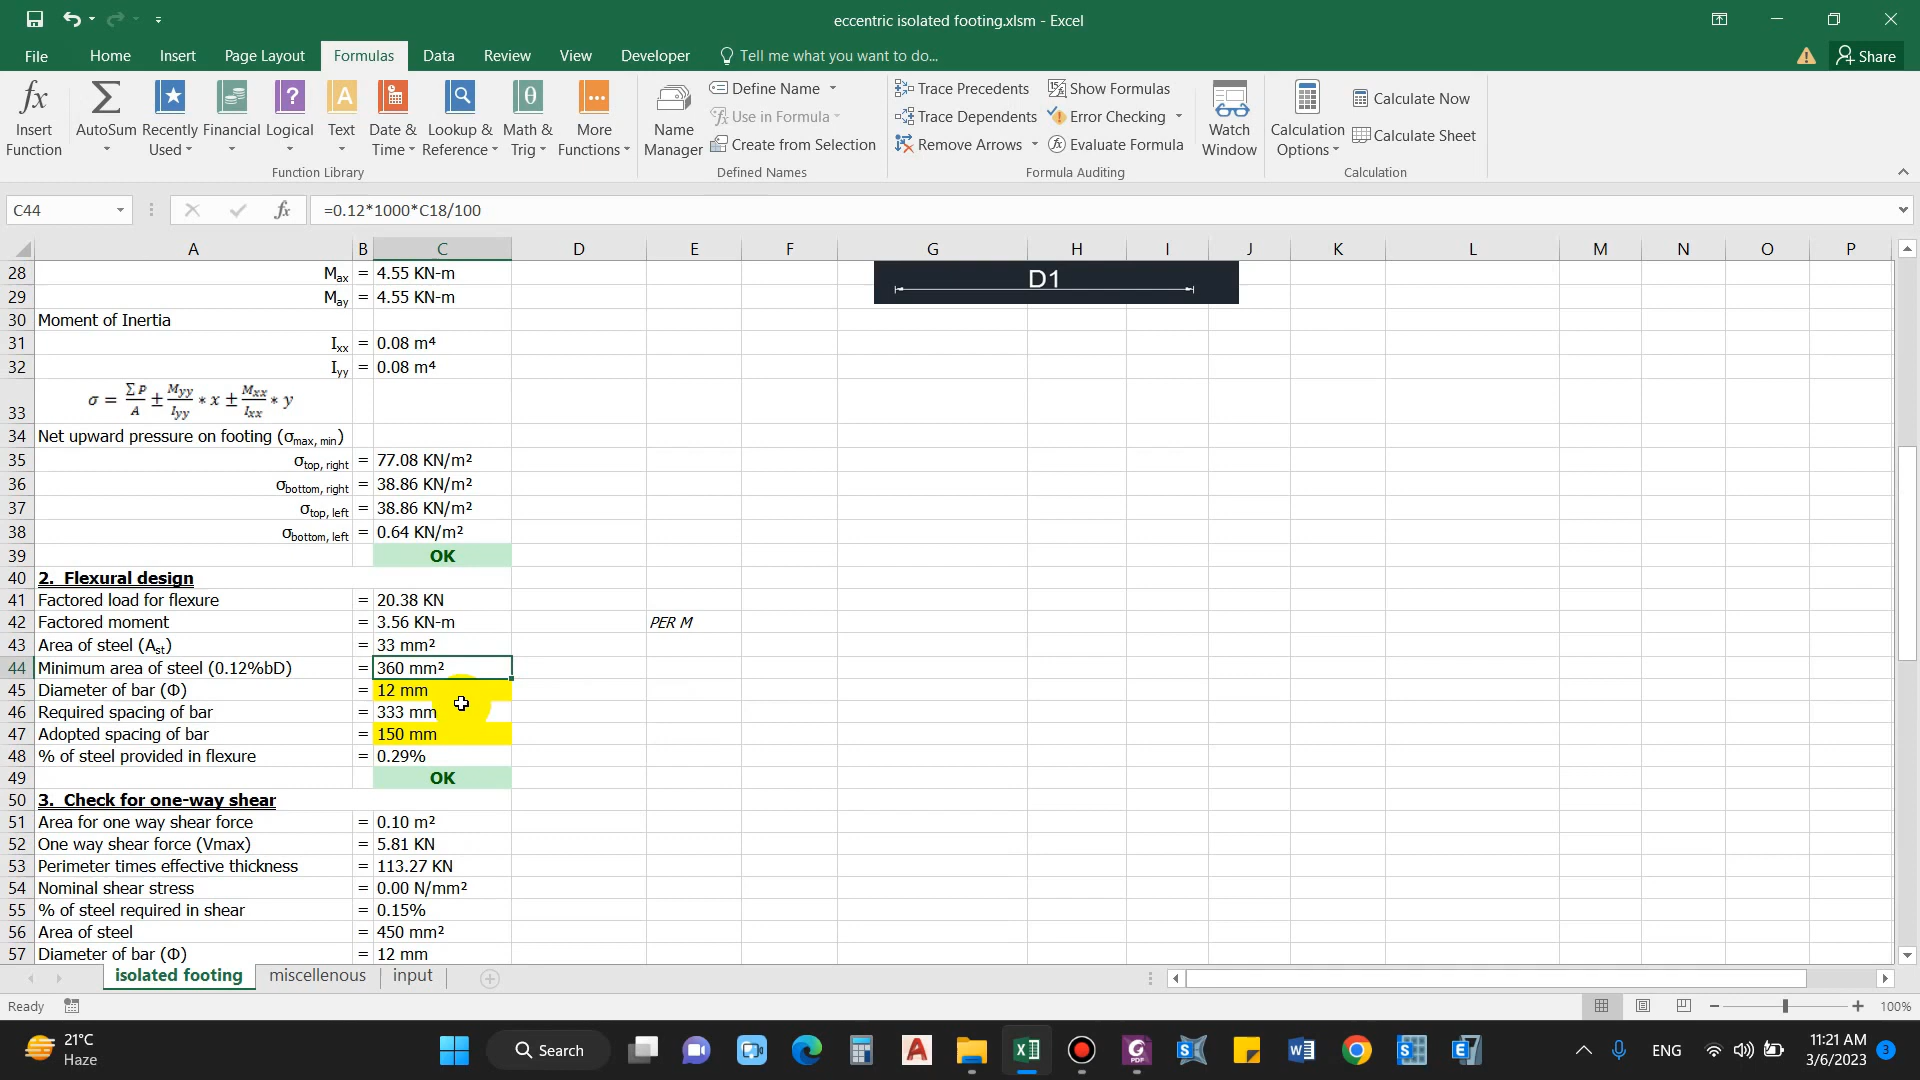 eccentric isolated footing.xlsm - Excel
File Home Insert Page Layout Formulas Data Review View Developer Tell me what you want to do... Share
fx Insert Function
Σ AutoSum
Recently Used
Financial
? Logical
A Text
Date & Time
Lookup & Reference
θ Math & Trig
More Functions
Function Library
Name Manager
Define Name
Use in Formula
Create from Selection
Defined Names
Trace Precedents
Trace Dependents
Remove Arrows
Show Formulas
Error Checking
Evaluate Formula
Formula Auditing
Watch Window
Calculation Options
Calculate Now
Calculate Sheet
Calculation
C44 fx =0.12*1000*C18/100
A B C D E F G H I J K L M N O P
28 Max = 4.55 KN-m
D1
29 May = 4.55 KN-m
30 Moment of Inertia
31 Ixx = 0.08 m⁴
32 Iyy = 0.08 m⁴
33 σ = ∑P/A ± Myy/Iyy * x ± Mxx/Ixx * y
34 Net upward pressure on footing (σmax, min)
35 σtop, right = 77.08 KN/m²
36 σbottom, right = 38.86 KN/m²
37 σtop, left = 38.86 KN/m²
38 σbottom, left = 0.64 KN/m²
39 OK
40 2. Flexural design
41 Factored load for flexure = 20.38 KN
42 Factored moment = 3.56 KN-m PER M
43 Area of steel (Ast) = 33 mm²
44 Minimum area of steel (0.12%bD) = 360 mm²
45 Diameter of bar (Φ) = 12 mm
46 Required spacing of bar = 333 mm
47 Adopted spacing of bar = 150 mm
48 % of steel provided in flexure = 0.29%
49 OK
50 3. Check for one-way shear
51 Area for one way shear force = 0.10 m²
52 One way shear force (Vmax) = 5.81 KN
53 Perimeter times effective thickness = 113.27 KN
54 Nominal shear stress = 0.00 N/mm²
55 % of steel required in shear = 0.15%
56 Area of steel = 450 mm²
57 Diameter of bar (Φ) = 12 mm
isolated footing miscellenous input
Ready 100%
21°C
Haze
Search
ENG
11:21 AM
3/6/2023
3